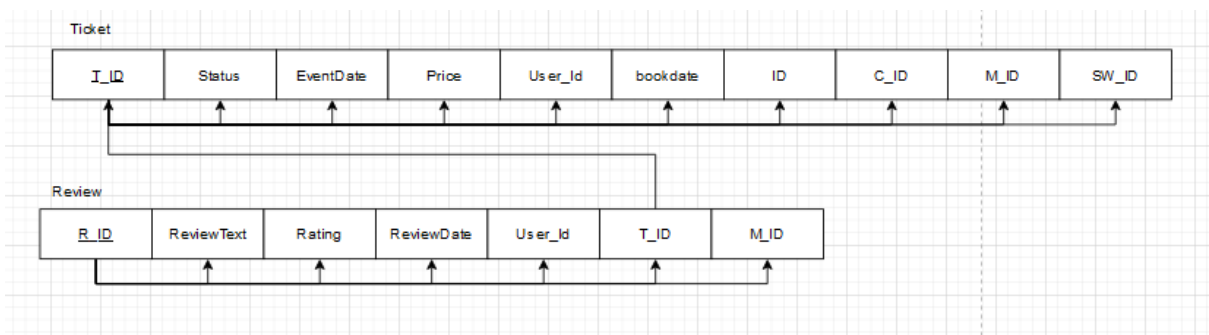 Ticket
T_ID Status EventDate Price User_Id bookdate ID C_ID M_ID SW_ID
Review
R_ID ReviewText Rating ReviewDate User_Id T_ID M_ID